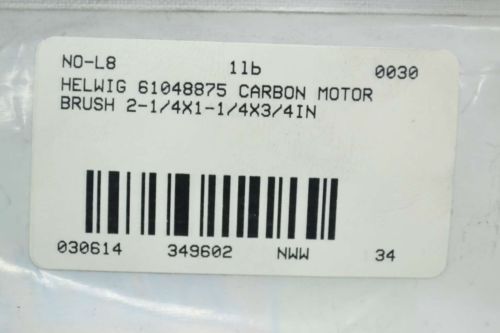 NO-L8 11b 0030
HELWIG 61048875 CARBON MOTOR
BRUSH 2-1/4X1-1/4X3/4IN
030614 349602 NWW 34